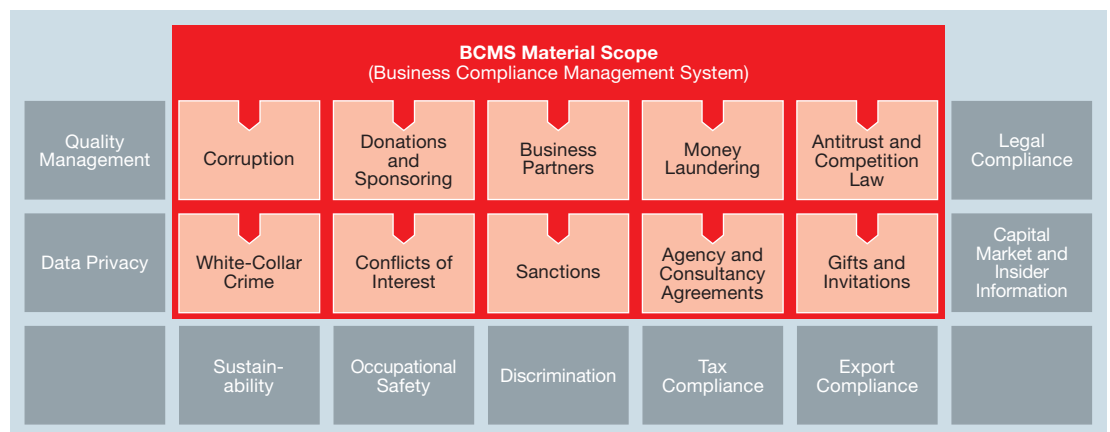 BCMS Material Scope
(Business Compliance Management System)
Quality
Management
Corruption
Donations
and
Sponsoring
Business
Partners
Money
Laundering
Antitrust and
Competition
Law
Legal
Compliance
Data Privacy
White-Collar
Crime
Conflicts of
Interest
Sanctions
Agency and
Consultancy
Agreements
Gifts and
Invitations
Capital
Market and
Insider
Information
Sustain-
ability
Occupational
Safety
Discrimination
Tax
Compliance
Export
Compliance